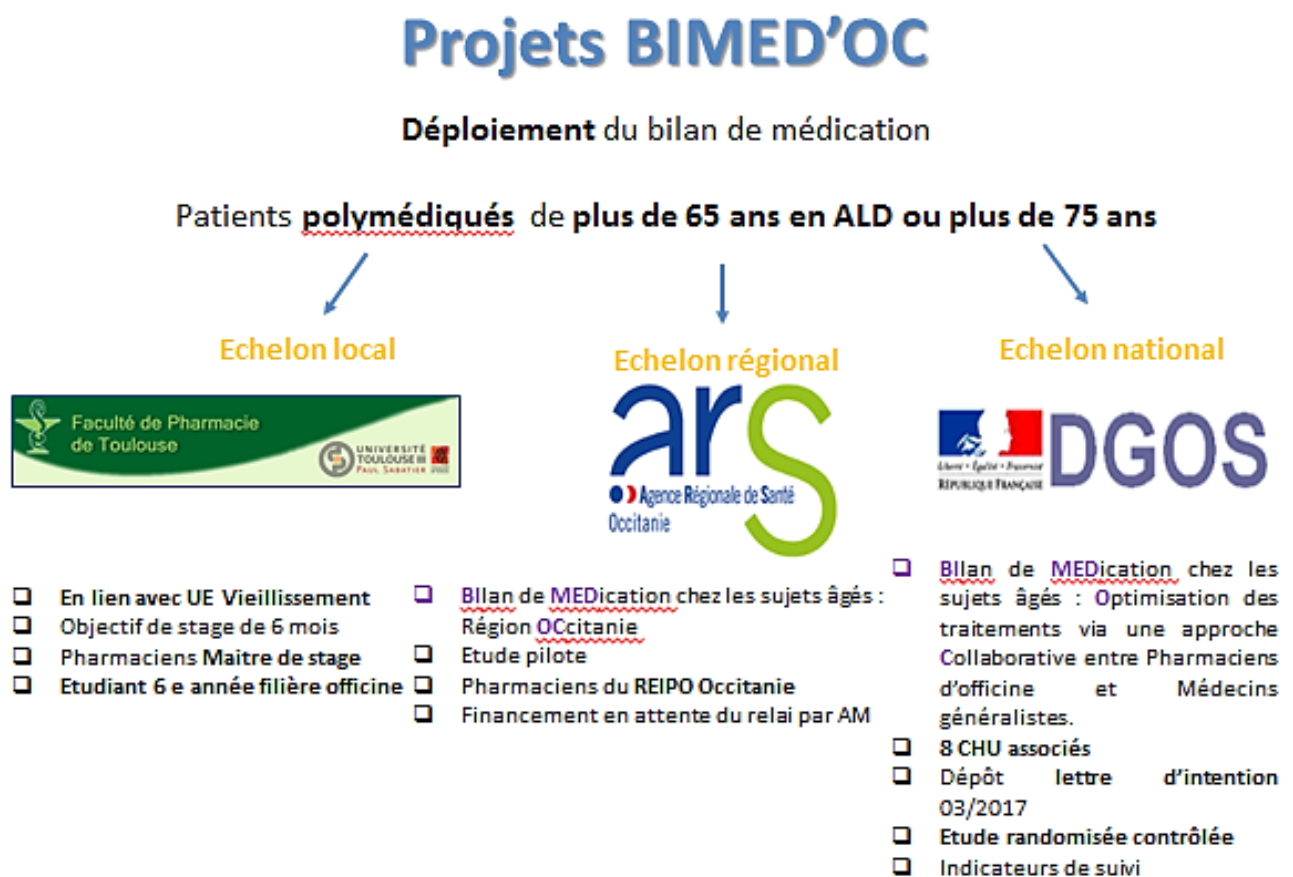 Projets BIMED'OC
Déploiement du bilan de médication
Patients polymédiqués de plus de 65 ans en ALD ou plus de 75 ans
Echelon local
Faculté de Pharmacie
de Toulouse
UNIVERSITÉ
TOULOUSE III
PAUL SABATIER
En lien avec UE Vieillissement
Objectif de stage de 6 mois
Pharmaciens Maitre de stage
Etudiant 6 e année filière officine
Echelon régional
ars
Agence Régionale de Santé
Occitanie
BIlan de MEDication chez les sujets âgés :
Région OCcitanie
Etude pilote
Pharmaciens du REIPO Occitanie
Financement en attente du relai par AM
Echelon national
Liberté • Égalité • Fraternité
RÉPUBLIQUE FRANÇAISE
DGOS
BIlan de MEDication chez les
sujets âgés : Optimisation des
traitements via une approche
Collaborative entre Pharmaciens
d'officine et Médecins
généralistes.
8 CHU associés
Dépôt lettre d'intention
03/2017
Etude randomisée contrôlée
Indicateurs de suivi